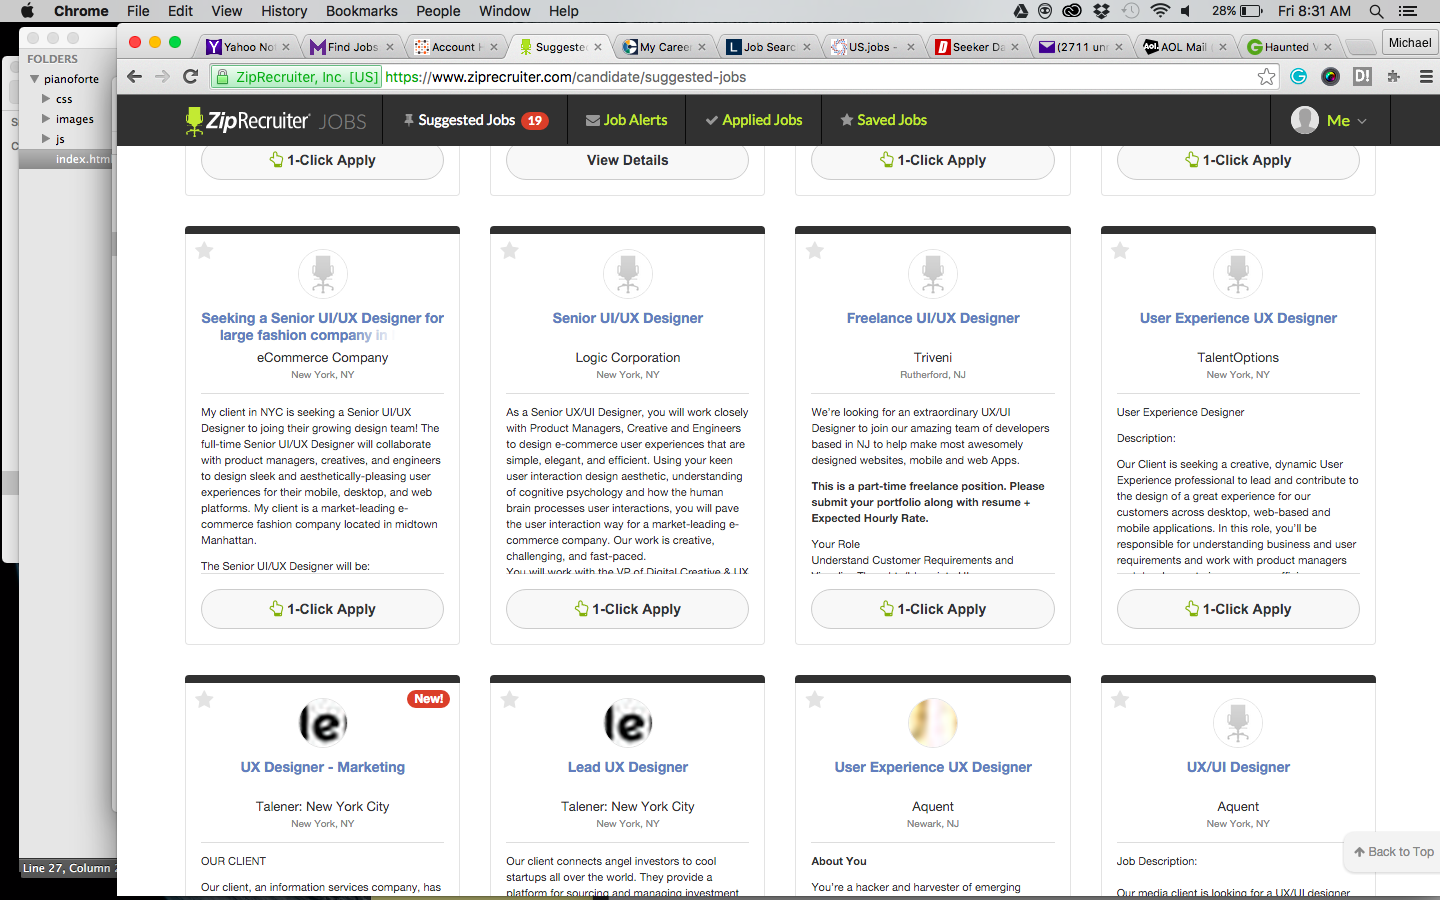 Chrome File Edit View History Bookmarks People Window Help 28% Fri 8:31 AM
Yahoo Not Find Jobs Account H Suggeste My Caree Job Sear US.jobs - Seeker Da (2711 unr AOL Mail Haunted V Michael
ZipRecruiter, Inc. [US] https://www.ziprecruiter.com/candidate/suggested-jobs
FOLDERS
pianoforte
css
images
js
index.html
Line 27, Column
ZipRecruiter JOBS Suggested Jobs 19 Job Alerts Applied Jobs Saved Jobs Me
1-Click Apply View Details 1-Click Apply 1-Click Apply
Seeking a Senior UI/UX Designer for
large fashion company in
eCommerce Company
New York, NY
My client in NYC is seeking a Senior UI/UX
Designer to joing their growing design team! The
full-time Senior UI/UX Designer will collaborate
with product managers, creatives, and engineers
to design sleek and aesthetically-pleasing user
experiences for their mobile, desktop, and web
platforms. My client is a market-leading e-
commerce fashion company located in midtown
Manhattan.
The Senior UI/UX Designer will be:
1-Click Apply
Senior UI/UX Designer
Logic Corporation
New York, NY
As a Senior UX/UI Designer, you will work closely
with Product Managers, Creative and Engineers
to design e-commerce user experiences that are
simple, elegant, and efficient. Using your keen
user interaction design aesthetic, understanding
of cognitive psychology and how the human
brain processes user interactions, you will pave
the user interaction way for a market-leading e-
commerce company. Our work is creative,
challenging, and fast-paced.
You will work with the VP of Digital Creative & UX
1-Click Apply
Freelance UI/UX Designer
Triveni
Rutherford, NJ
We're looking for an extraordinary UX/UI
Designer to join our amazing team of developers
based in NJ to help make most awesomely
designed websites, mobile and web Apps.
This is a part-time freelance position. Please
submit your portfolio along with resume +
Expected Hourly Rate.
Your Role
Understand Customer Requirements and
1-Click Apply
User Experience UX Designer
TalentOptions
New York, NY
User Experience Designer
Description:
Our Client is seeking a creative, dynamic User
Experience professional to lead and contribute to
the design of a great experience for our
customers across desktop, web-based and
mobile applications. In this role, you'll be
responsible for understanding business and user
requirements and work with product managers
1-Click Apply
New!
le
UX Designer - Marketing
Talener: New York City
New York, NY
OUR CLIENT
Our client, an information services company, has
le
Lead UX Designer
Talener: New York City
New York, NY
Our client connects angel investors to cool
startups all over the world. They provide a
platform for sourcing and managing investment
User Experience UX Designer
Aquent
Newark, NJ
About You
You're a hacker and harvester of emerging
UX/UI Designer
Aquent
New York, NY
Job Description:
Our media client is looking for a UX/UI designer
Back to Top